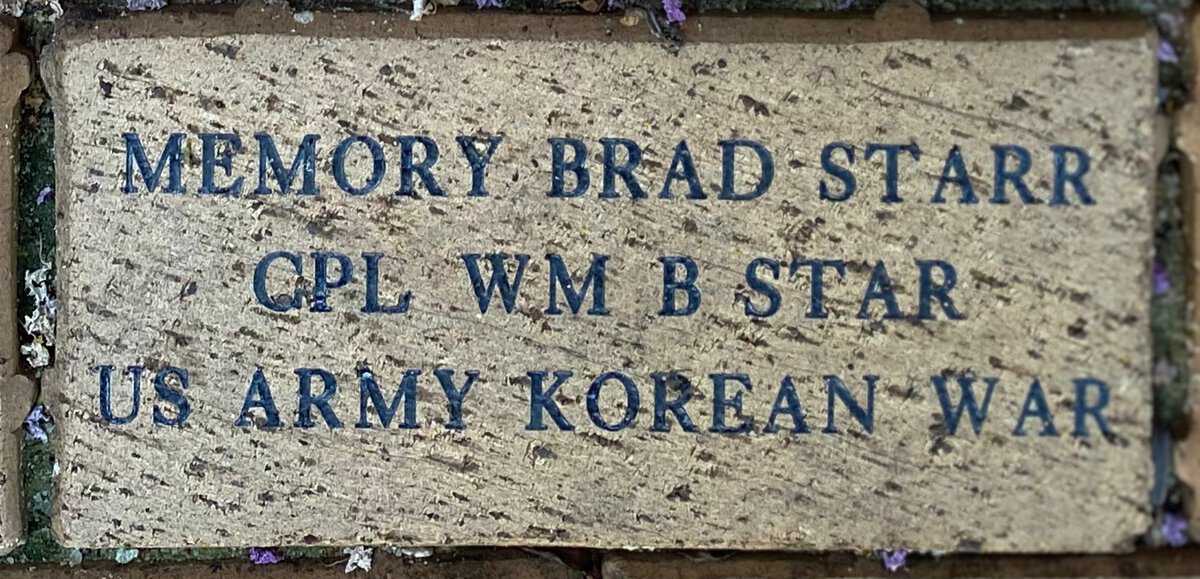 MEMORY BRAD STARR
CPL WM B STAR
US ARMY KOREAN WAR